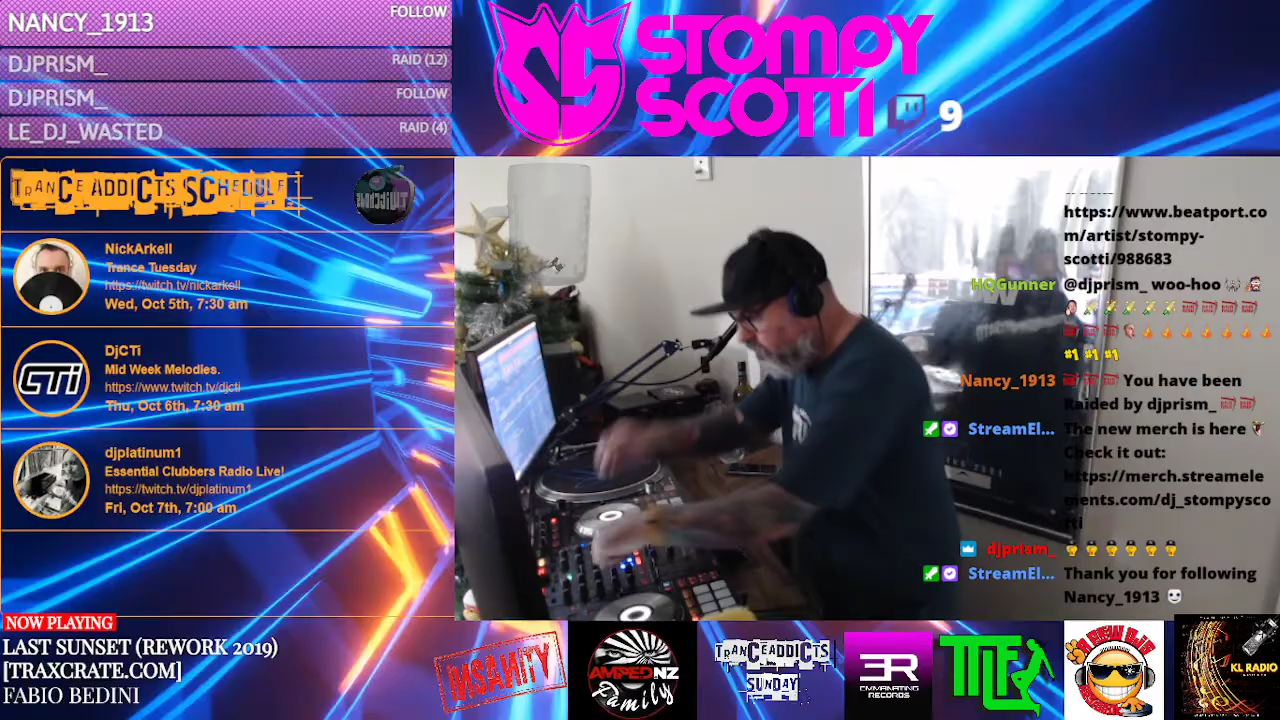 NANCY_1913
FOLLOW
DJPRISM_
RAID (12)
DJPRISM_
FOLLOW
LE_DJ_WASTED
RAID (4)
STOMPY
SCOTTI
9
TRANCE ADDICTS SCHEDULE
NickArkell
Trance Tuesday
https://twitch.tv/nickarkell
Wed, Oct 5th, 7:30 am
GTi
DjCTi
Mid Week Melodies.
https://www.twitch.tv/djcti
Thu, Oct 6th, 7:30 am
djplatinum1
Essential Clubbers Radio Live!
https://twitch.tv/djplatinum1
Fri, Oct 7th, 7:00 am
https://www.beatport.co
m/artist/stompy-
scotti/988683
HQGunner @djprism_ woo-hoo
#1 #1 #1
Nancy_1913 You have been
Raided by djprism_
StreamEl... The new merch is here
Check it out:
https://merch.streamele
ments.com/dj_stompysco
tti
djprism_
StreamEl... Thank you for following
Nancy_1913
NOW PLAYING
LAST SUNSET (REWORK 2019)
[TRAXCRATE.COM]
FABIO BEDINI
INSANITY
AMPED NZ
Family
TRANCEADDICTS
SUNDAY
ER
EMMANATING
RECORDS
KL RADIO